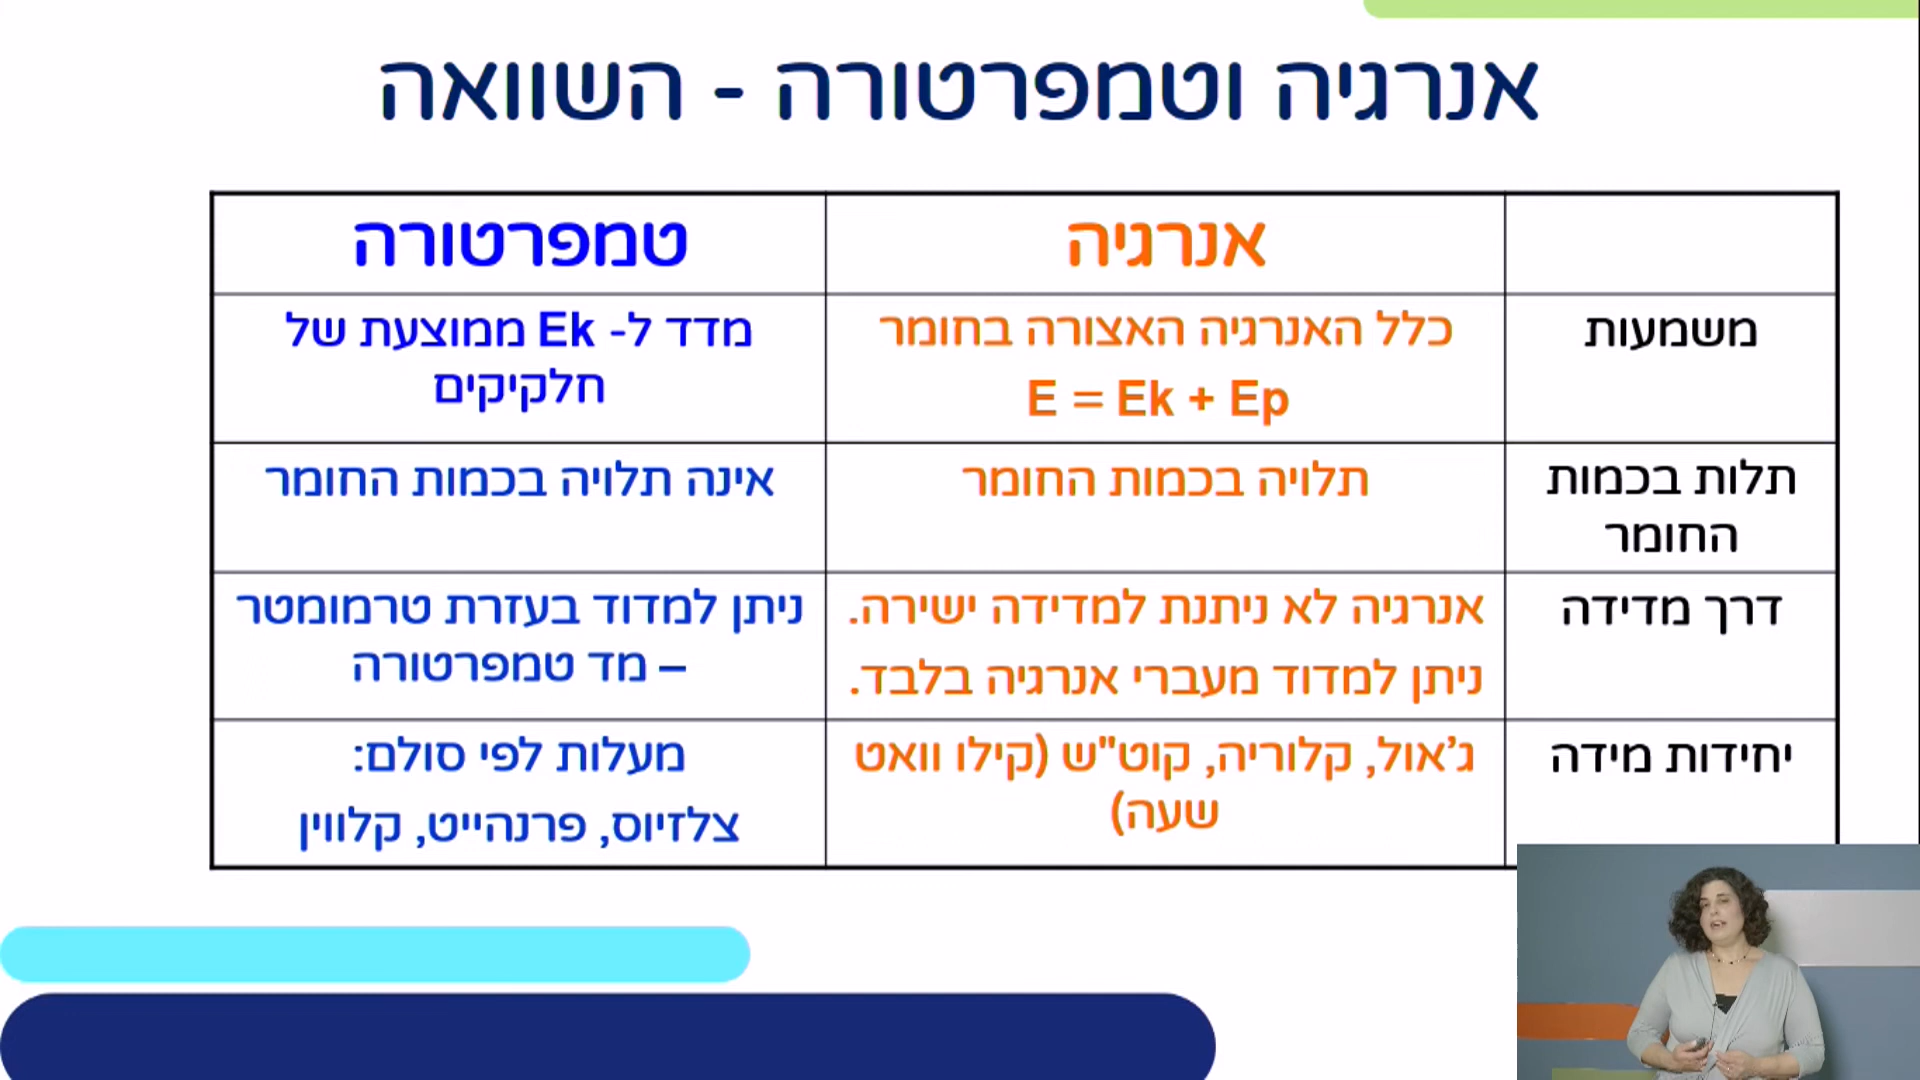 אנרגיה וטמפרטורה - השוואה
אנרגיה
טמפרטורה
משמעות
כלל האנרגיה האצורה בחומר
E = Ek + Ep
מדד ל- Ek ממוצעת של
חלקיקים
תלות בכמות
החומר
תלויה בכמות החומר
אינה תלויה בכמות החומר
דרך מדידה
אנרגיה לא ניתנת למדידה ישירה.
ניתן למדוד מעברי אנרגיה בלבד.
ניתן למדוד בעזרת טרמומטר
– מד טמפרטורה
יחידות מידה
ג'אול, קלוריה, קוט"ש (קילו וואט
שעה)
מעלות לפי סולם:
צלזיוס, פרנהייט, קלווין